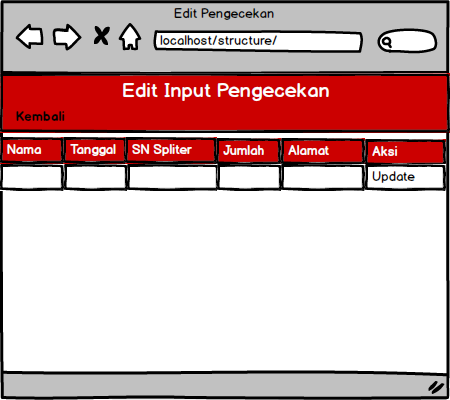 Edit Pengecekan
localhost/structure/
Edit Input Pengecekan
Kembali
Nama Tanggal SN Spliter Jumlah Alamat Aksi
Update